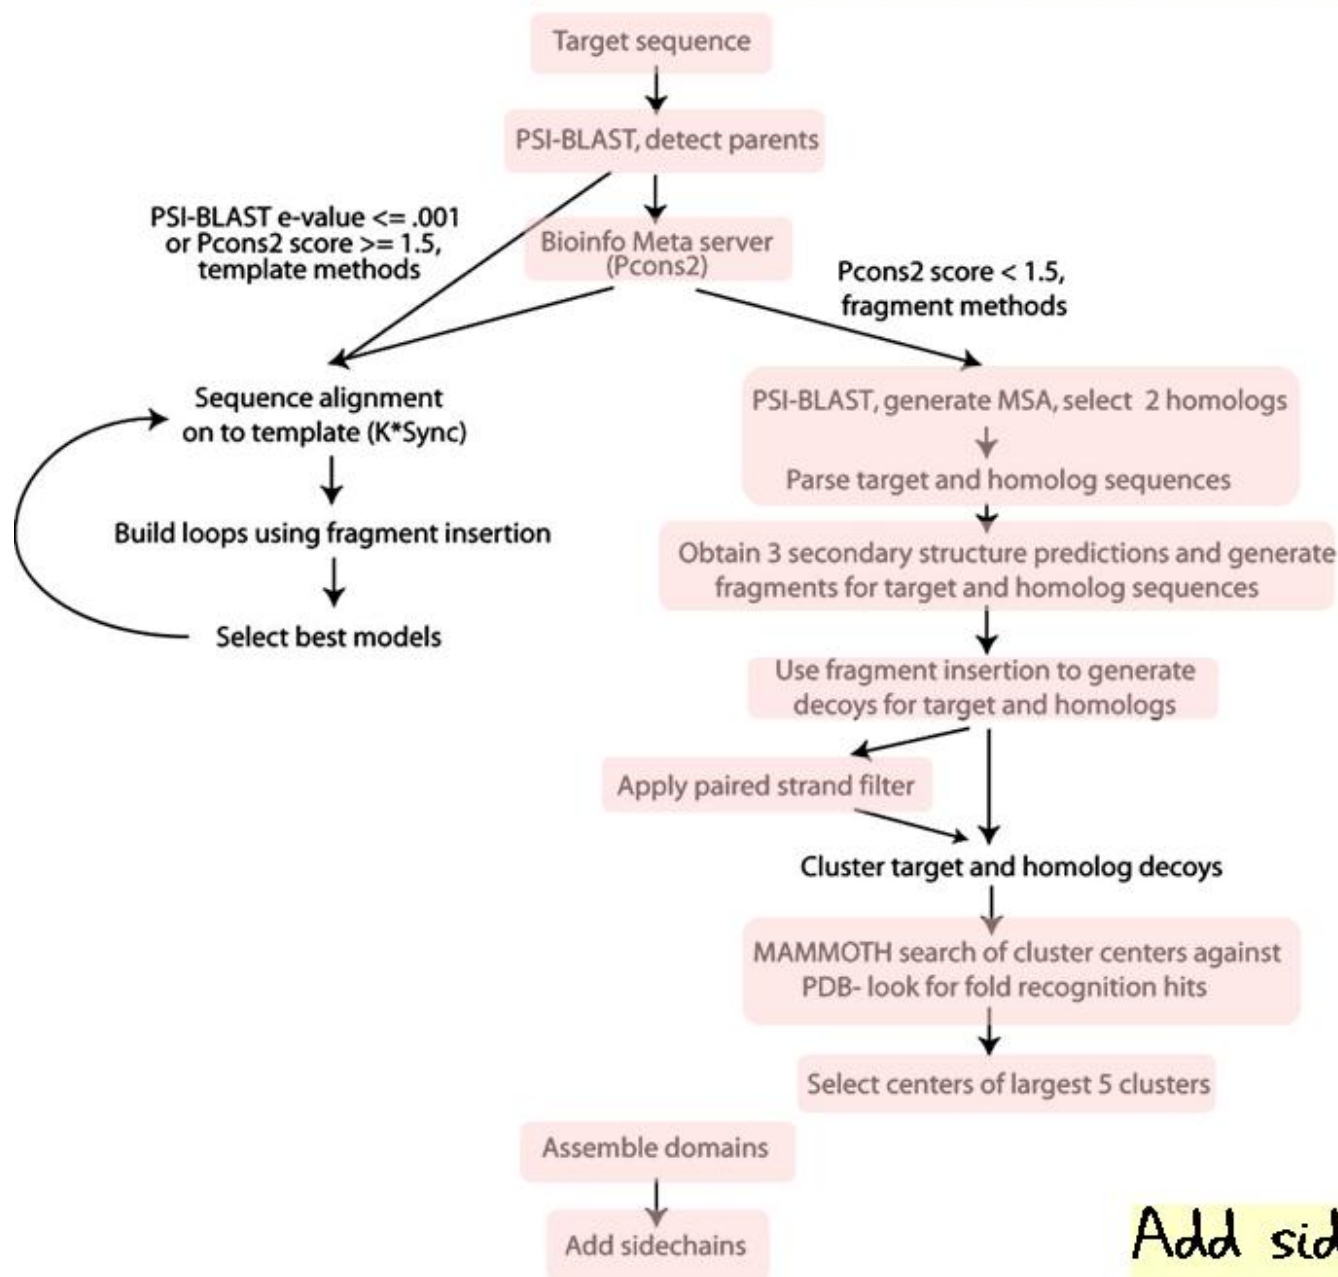 Target sequence
PSI-BLAST, detect parents
PSI-BLAST e-value <= .001
or Pcons2 score >= 1.5,
template methods
Bioinfo Meta server
(Pcons2)
Pcons2 score < 1.5,
fragment methods
Sequence alignment
on to template (K*Sync)
Build loops using fragment insertion
Select best models
PSI-BLAST, generate MSA, select 2 homologs
Parse target and homolog sequences
Obtain 3 secondary structure predictions and generate
fragments for target and homolog sequences
Use fragment insertion to generate
decoys for target and homologs
Apply paired strand filter
Cluster target and homolog decoys
MAMMOTH search of cluster centers against
PDB- look for fold recognition hits
Select centers of largest 5 clusters
Assemble domains
Add sidechains
Add